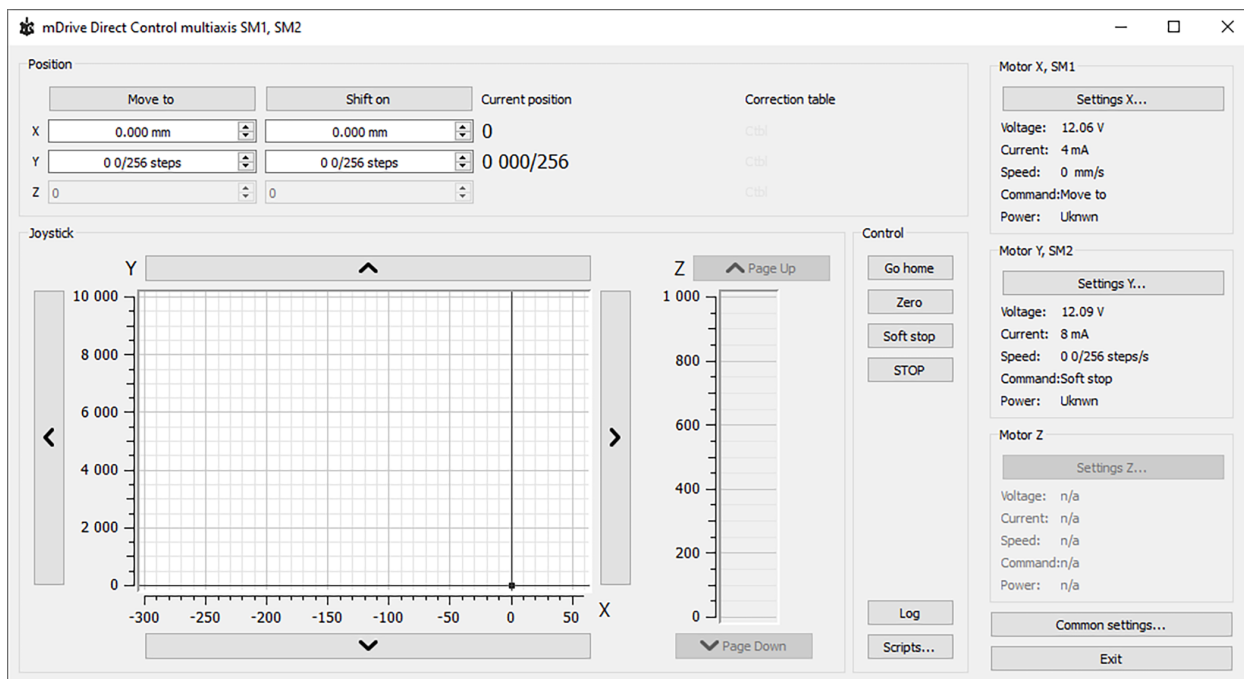 mDrive Direct Control multiaxis SM1, SM2
Position
Move to Shift on Current position Correction table
X 0.000 mm 0.000 mm 0 Ctbl
Y 0 0/256 steps 0 0/256 steps 0 000/256 Ctbl
Z 0 0 Ctbl
Joystick
Y
10 000
8 000
6 000
4 000
2 000
0
-300 -250 -200 -150 -100 -50 0 50 X
Z Page Up
1 000
800
600
400
200
0
Page Down
Control
Go home
Zero
Soft stop
STOP
Log
Scripts...
Motor X, SM1
Settings X...
Voltage: 12.06 V
Current: 4 mA
Speed: 0 mm/s
Command:Move to
Power: Uknwn
Motor Y, SM2
Settings Y...
Voltage: 12.09 V
Current: 8 mA
Speed: 0 0/256 steps/s
Command:Soft stop
Power: Uknwn
Motor Z
Settings Z...
Voltage: n/a
Current: n/a
Speed: n/a
Command:n/a
Power: n/a
Common settings...
Exit